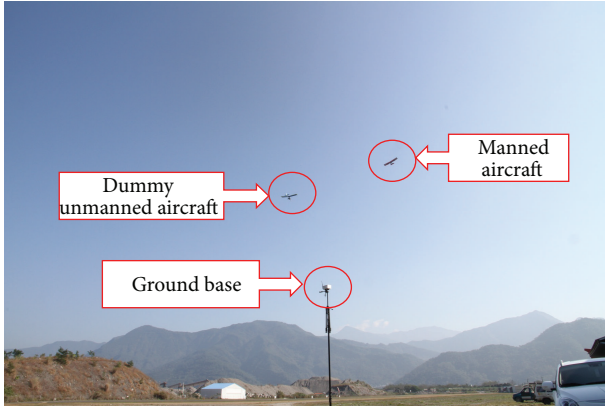 Manned
aircraft
Dummy
unmanned aircraft
Ground base